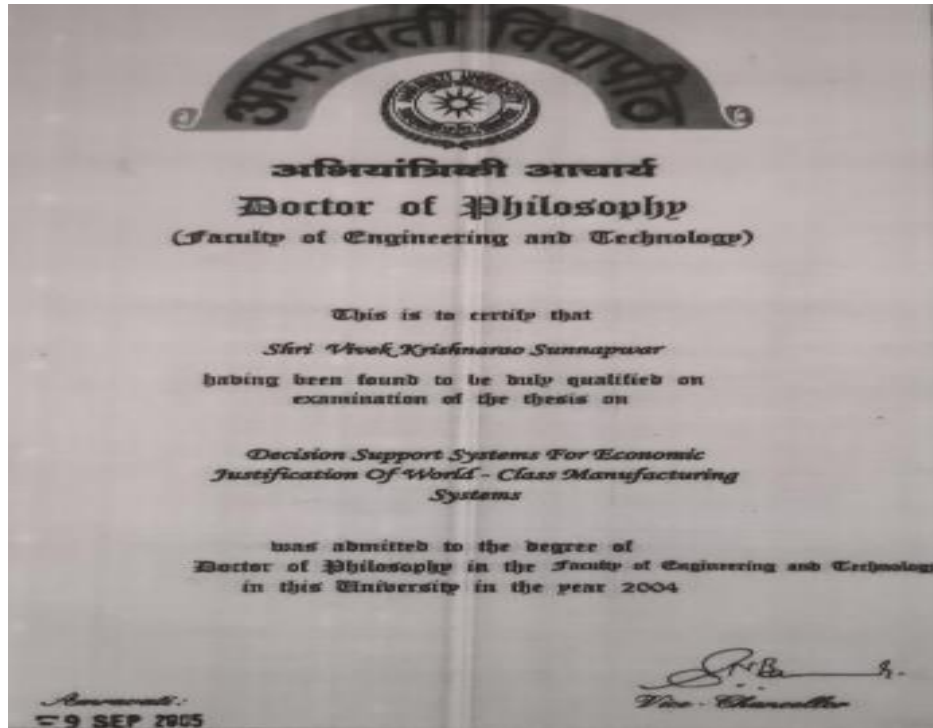 अमरावती विद्यापीठ
अभियांत्रिकी आचार्य
Doctor of Philosophy
(Faculty of Engineering and Technology)
This is to certify that
Shri Vivek Krishnarao Sunnapwar
having been found to be duly qualified on
examination of the thesis on
Decision Support Systems For Economic
Justification Of World - Class Manufacturing
Systems
was admitted to the degree of
Doctor of Philosophy in the Faculty of Engineering and Technology
in this University in the year 2004
Amravati:
Vice - Chancellor
9 SEP 2005